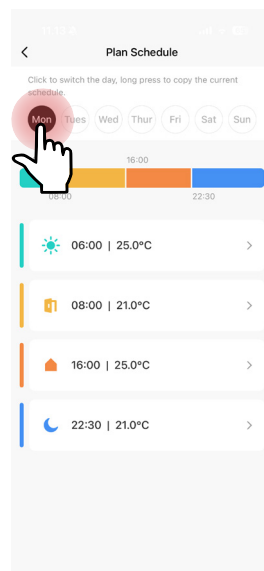 Plan Schedule
Click to switch the day, long press to copy the current
schedule.
Mon Tues Wed Thur Fri Sat Sun
16:00
06:00 22:30
06:00 | 25.0°C
08:00 | 21.0°C
16:00 | 25.0°C
22:30 | 21.0°C